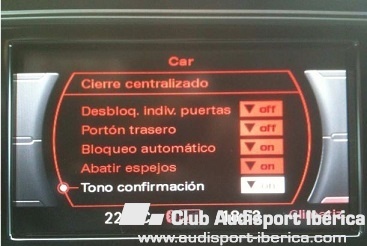 Car
Cierre centralizado
Desbloq. indiv. puertas off
Portón trasero off
Bloqueo automático on
Abatir espejos on
Tono confirmación on
Club Audisport Iberica
www.audisport-iberica.com